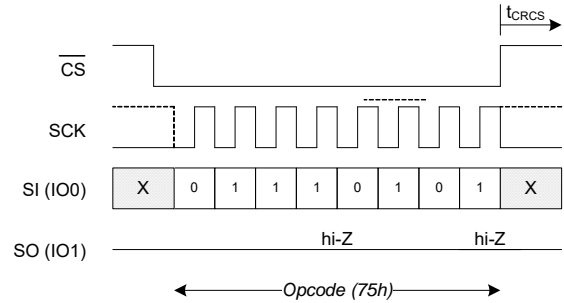 tCRCS
CS
SCK
SI (IO0) X 0 1 1 1 0 1 0 1 X
hi-Z hi-Z
SO (IO1)
Opcode (75h)